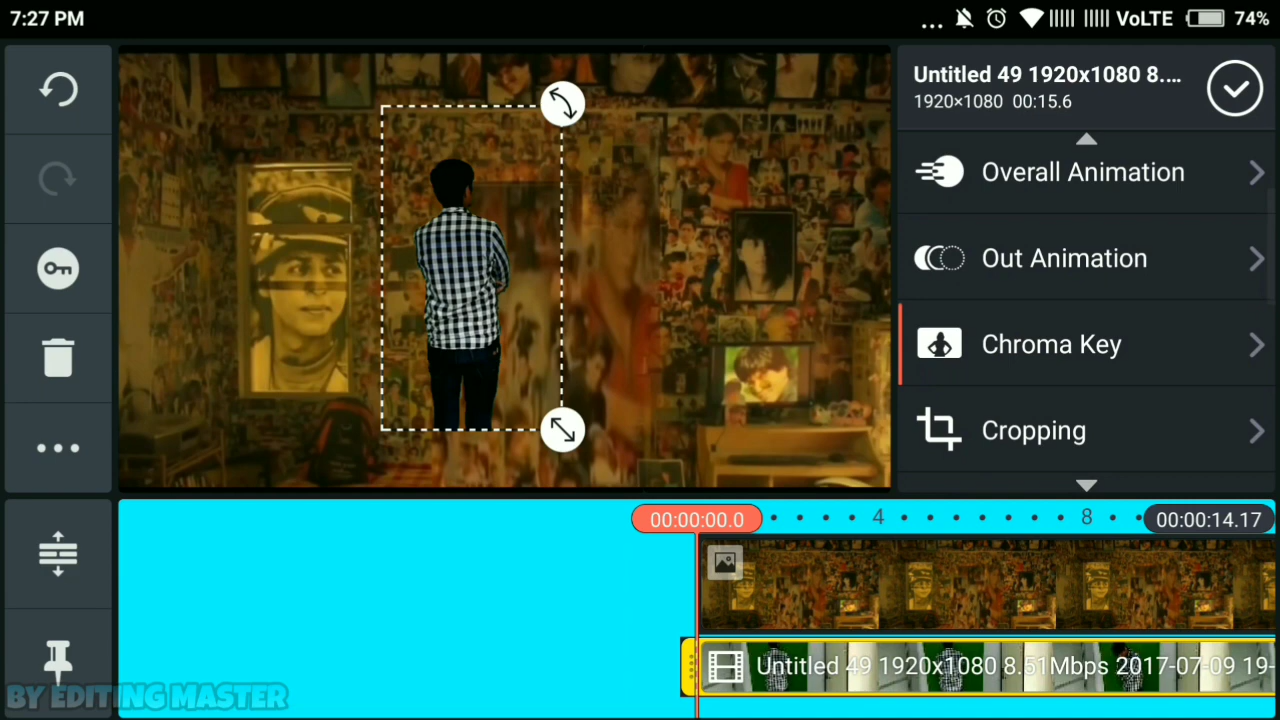 7:27 PM
... VoLTE 74%
Untitled 49 1920x1080 8....
1920×1080 00:15.6
Overall Animation
Out Animation
Chroma Key
Cropping
00:00:00.0 4 8 00:00:14.17
Untitled 49 1920x1080 8.51Mbps 2017-07-09 19-
BY EDITING MASTER